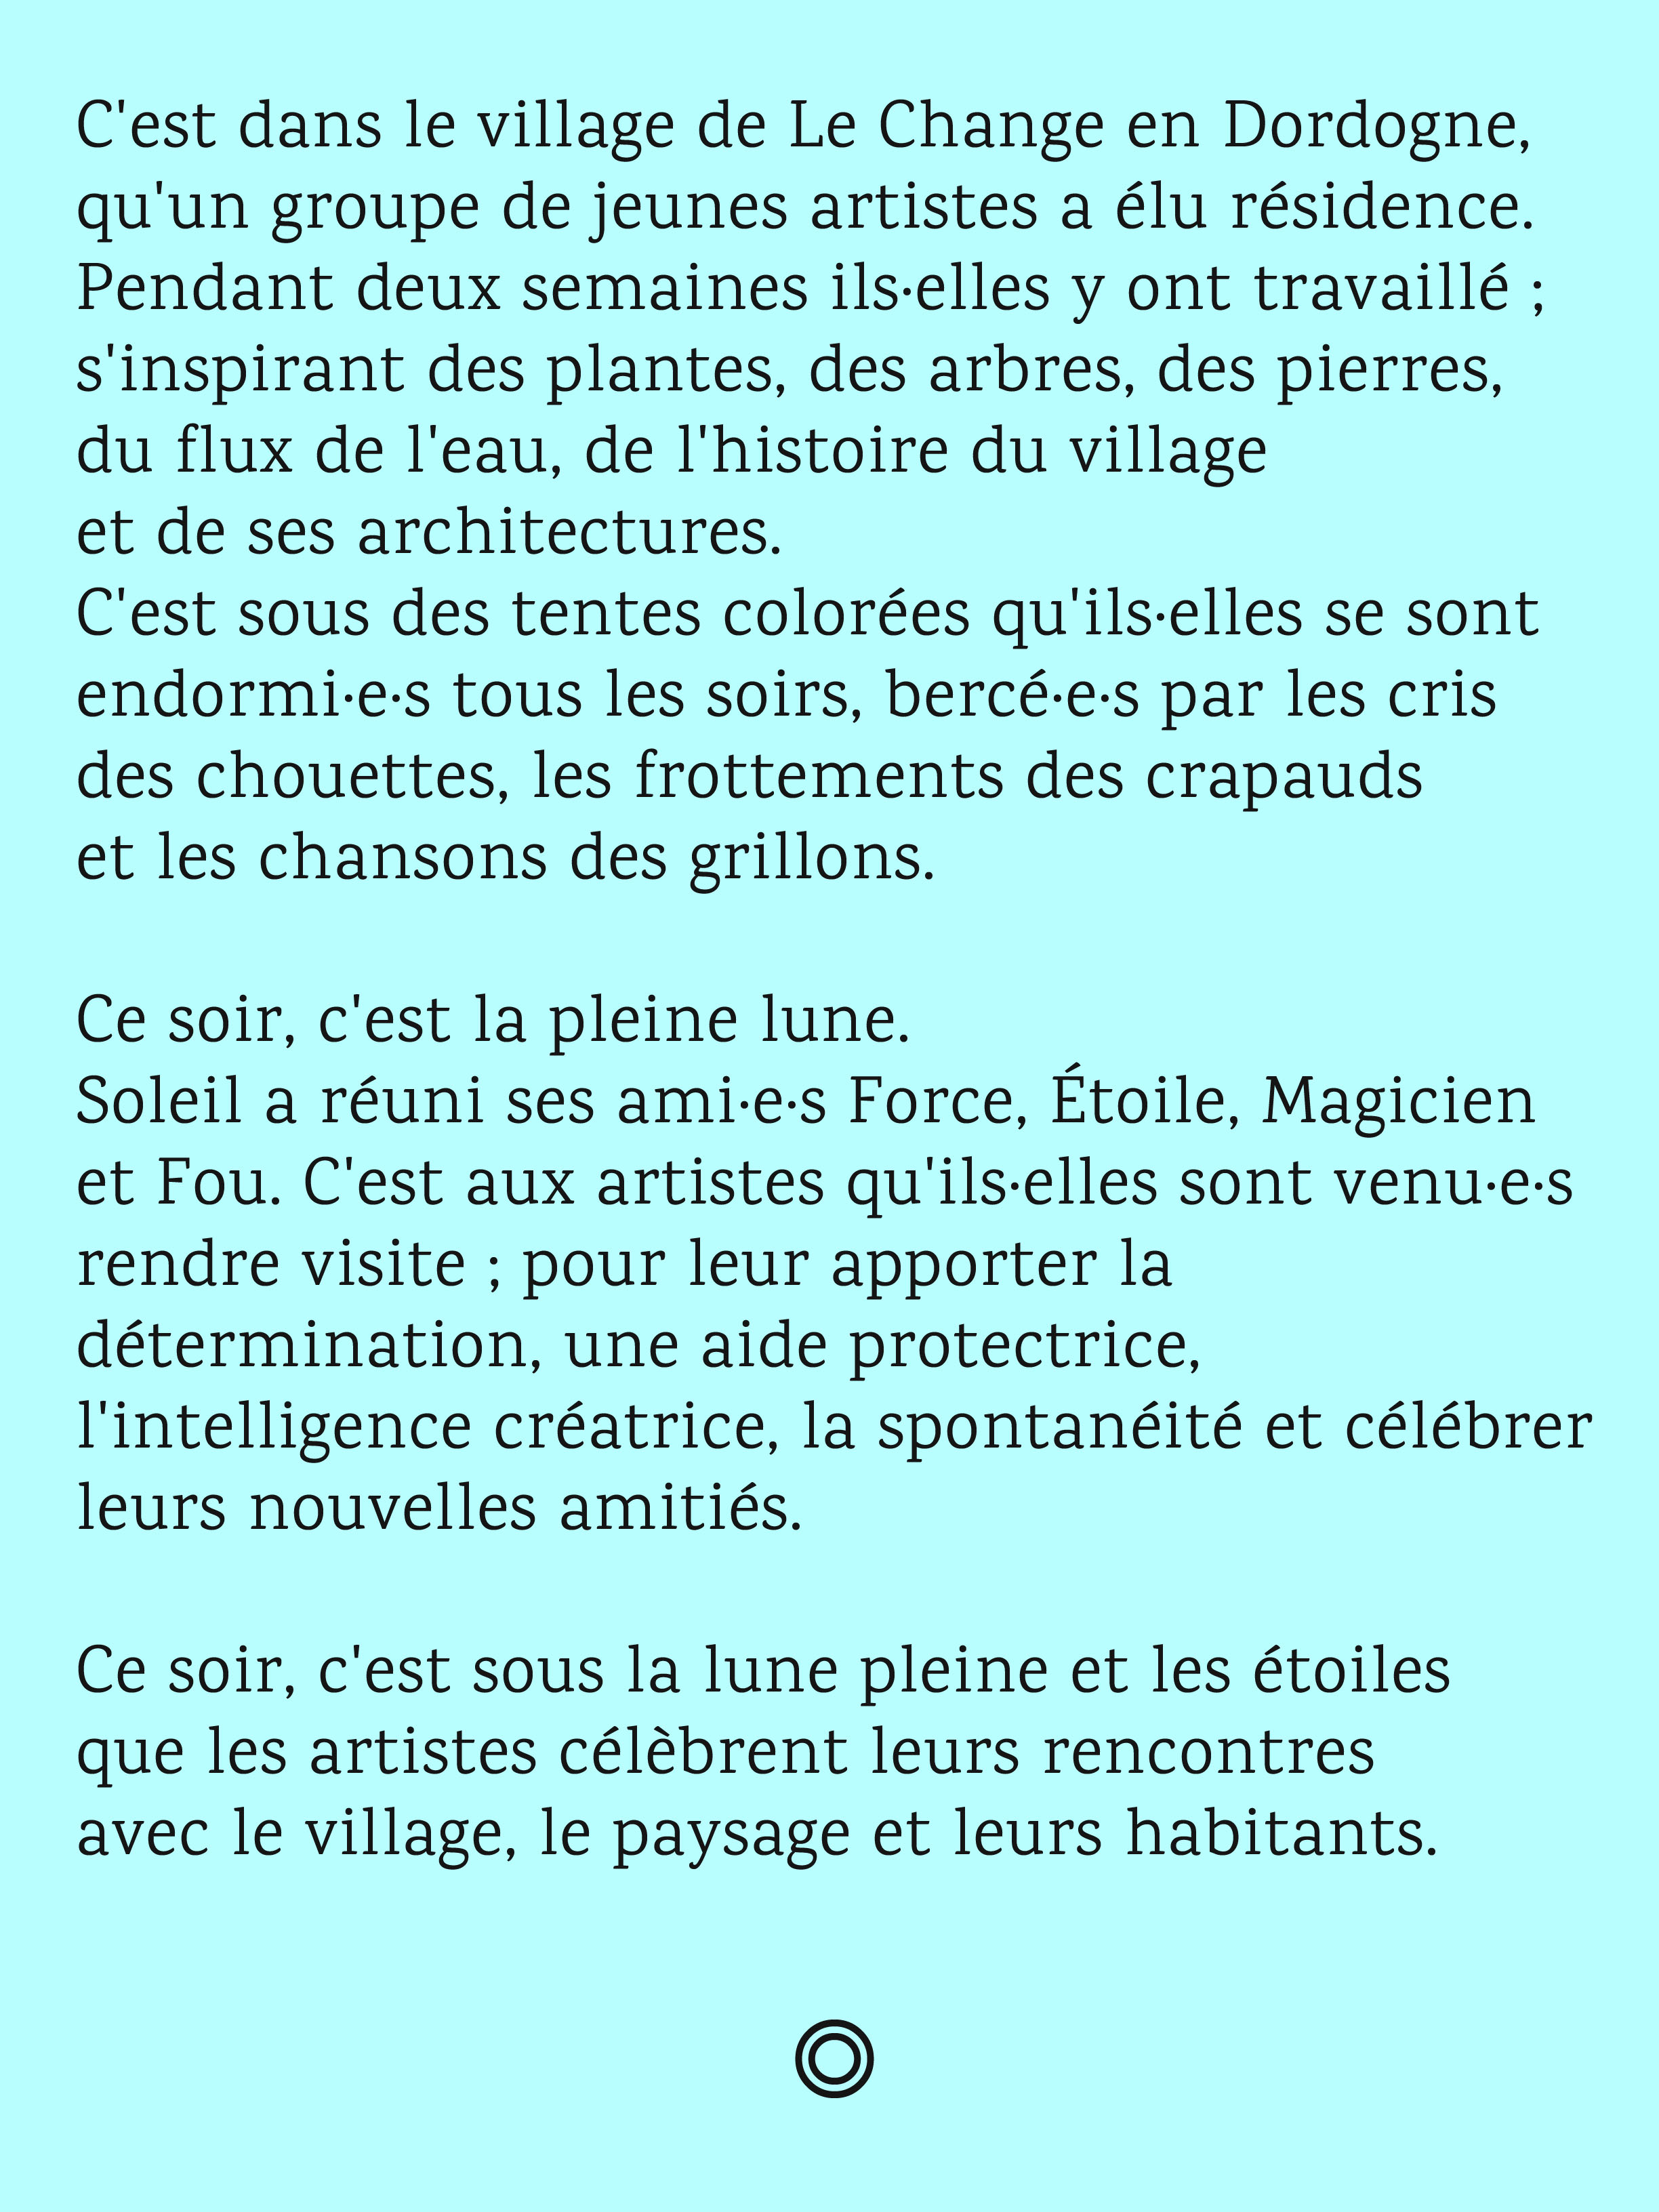 C'est dans le village de Le Change en Dordogne,
qu'un groupe de jeunes artistes a élu résidence.
Pendant deux semaines ils·elles y ont travaillé ;
s'inspirant des plantes, des arbres, des pierres,
du flux de l'eau, de l'histoire du village
et de ses architectures.
C'est sous des tentes colorées qu'ils·elles se sont
endormi·e·s tous les soirs, bercé·e·s par les cris
des chouettes, les frottements des crapauds
et les chansons des grillons.
Ce soir, c'est la pleine lune.
Soleil a réuni ses ami·e·s Force, Étoile, Magicien
et Fou. C'est aux artistes qu'ils·elles sont venu·e·s
rendre visite ; pour leur apporter la
détermination, une aide protectrice,
l'intelligence créatrice, la spontanéité et célébrer
leurs nouvelles amitiés.
Ce soir, c'est sous la lune pleine et les étoiles
que les artistes célèbrent leurs rencontres
avec le village, le paysage et leurs habitants.